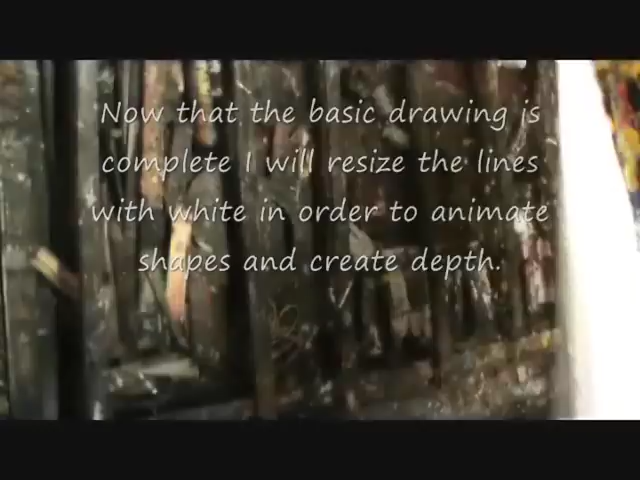 Now that the basic drawing is
complete I will resize the lines
with white in order to animate
shapes and create depth.